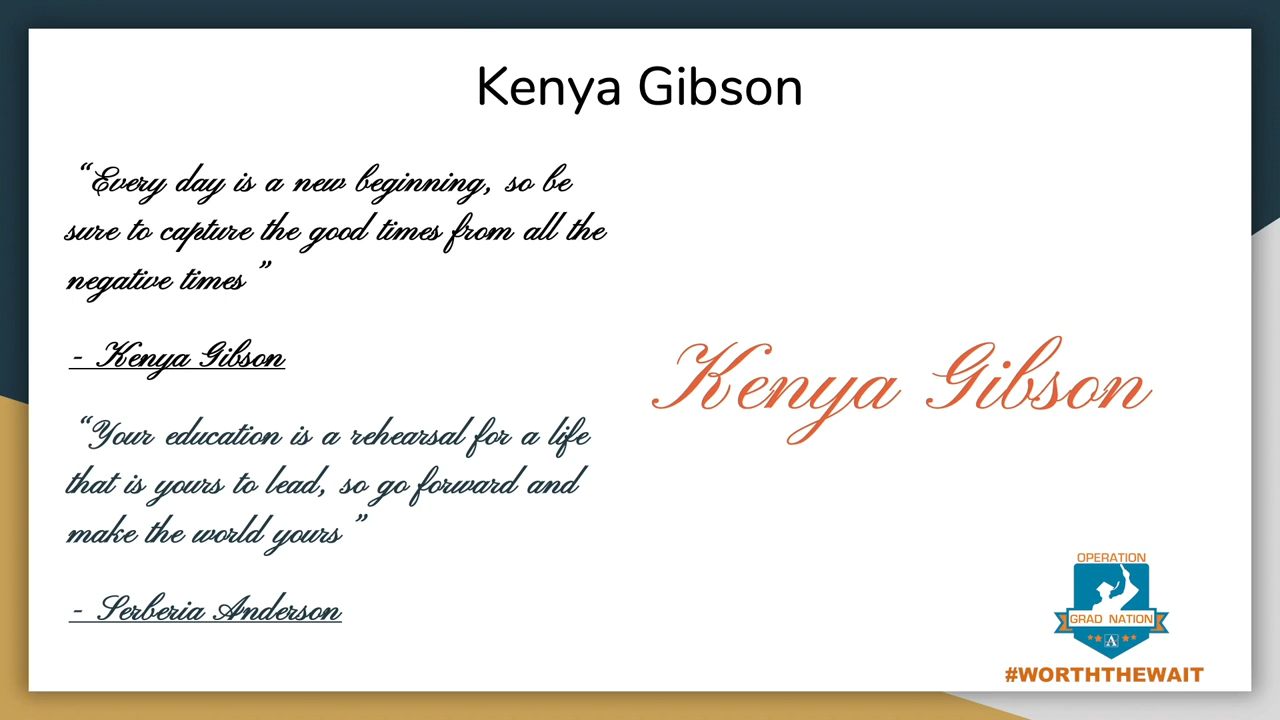 Kenya Gibson
“Every day is a new beginning, so be
sure to capture the good times from all the
negative times ”
- Kenya Gibson
“Your education is a rehearsal for a life
that is yours to lead, so go forward and
make the world yours ”
- Serberia Anderson
Kenya Gibson
OPERATION
GRAD NATION
A
#WORTHTHEWAIT